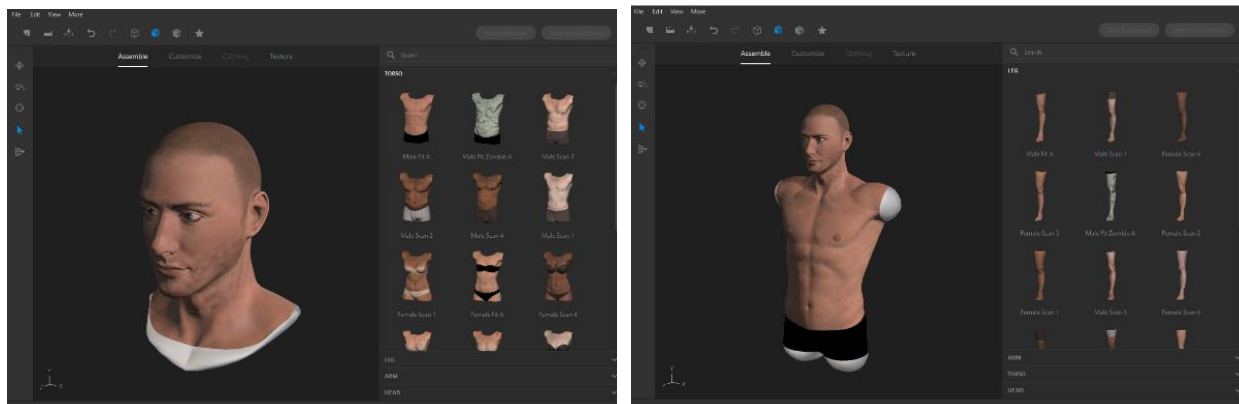 File Edit View More
Assemble Customize Clothing Texture
Search
TORSO
Male Fit A Male Fit Zombie A Male Scan 3
Male Scan 2 Male Scan 4 Male Scan 1
Female Scan 1 Female Fit A Female Scan 4
LEG
ARM
HEAD
Y
X
File Edit View More
Assemble Customize Clothing Texture
Search
LEG
Male Fit A Male Scan 1 Female Scan 4
Female Scan 3 Male Fit Zombie A Female Scan 2
Female Scan 1 Male Scan 3
ARM
TORSO
HEAD
Y
X